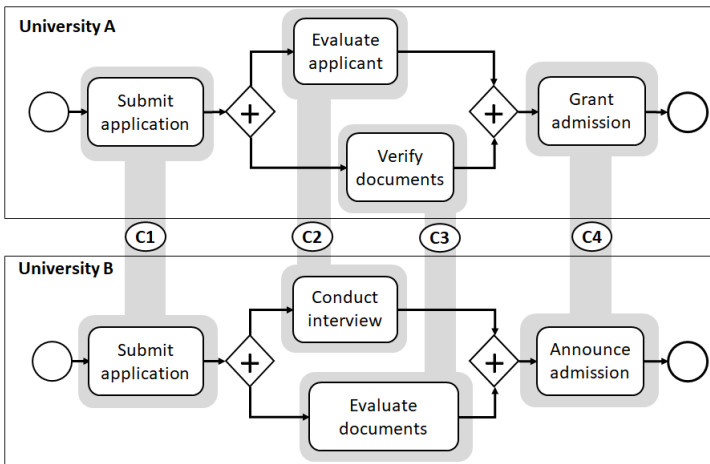 University A
Submit
application
Evaluate
applicant
Verify
documents
Grant
admission
C1
C2
C3
C4
University B
Submit
application
Conduct
interview
Evaluate
documents
Announce
admission